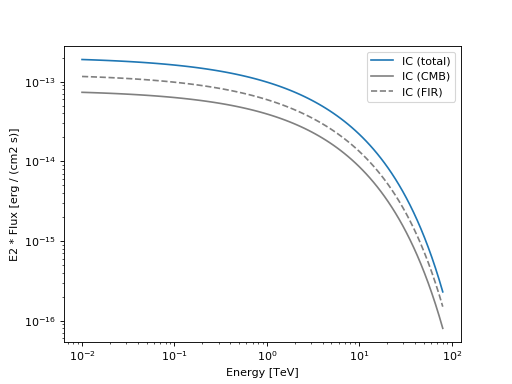 IC (total)
IC (CMB)
IC (FIR)
E2 * Flux [erg / (cm2 s)]
10⁻¹³
10⁻¹⁴
10⁻¹⁵
10⁻¹⁶
10⁻² 10⁻¹ 10⁰ 10¹ 10²
Energy [TeV]